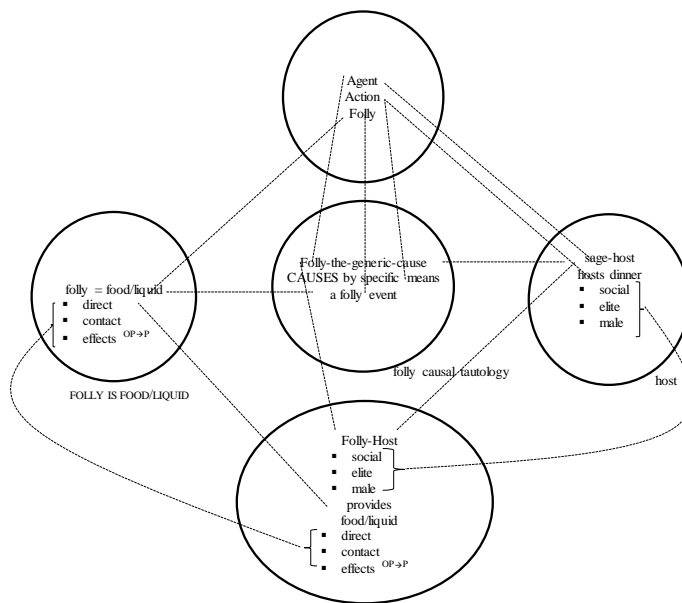 Agent
Action
Folly
Folly-the-generic-cause
CAUSES by specific means
a folly event
folly = food/liquid
▪ direct
▪ contact
▪ effects OP→P
FOLLY IS FOOD/LIQUID
sage-host
hosts dinner
▪ social
▪ elite
▪ male
host
folly causal tautology
Folly-Host
▪ social
▪ elite
▪ male
provides
food/liquid
▪ direct
▪ contact
▪ effects OP→P